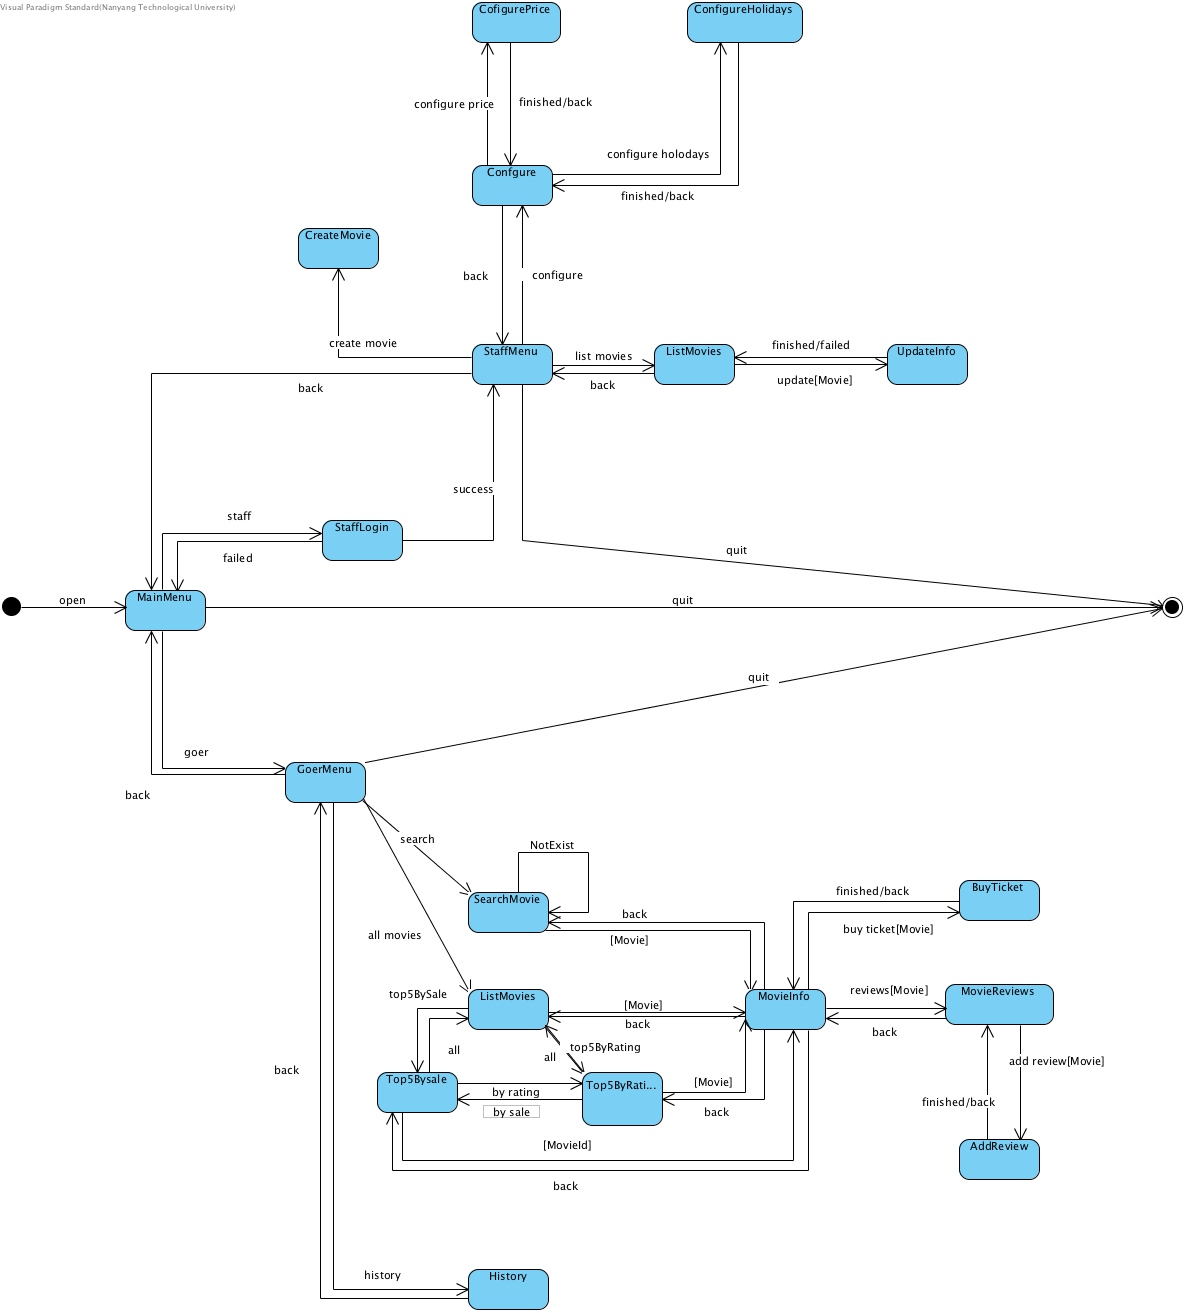 Visual Paradigm Standard(Nanyang Technological University)
CofigurePrice
ConfigureHolidays
configure price
finished/back
configure holodays
Confgure
finished/back
CreateMovie
back
configure
create movie
StaffMenu
list movies
ListMovies
finished/failed
UpdateInfo
back
back
update[Movie]
success
staff
StaffLogin
failed
quit
open
MainMenu
quit
quit
goer
GoerMenu
back
search
NotExist
SearchMovie
back
[Movie]
finished/back
BuyTicket
buy ticket[Movie]
all movies
top5BySale
ListMovies
[Movie]
back
MovieInfo
reviews[Movie]
MovieReviews
back
all
all
top5ByRating
add review[Movie]
back
Top5Bysale
by rating
by sale
Top5ByRati...
[Movie]
back
finished/back
[MovieId]
AddReview
back
history
History